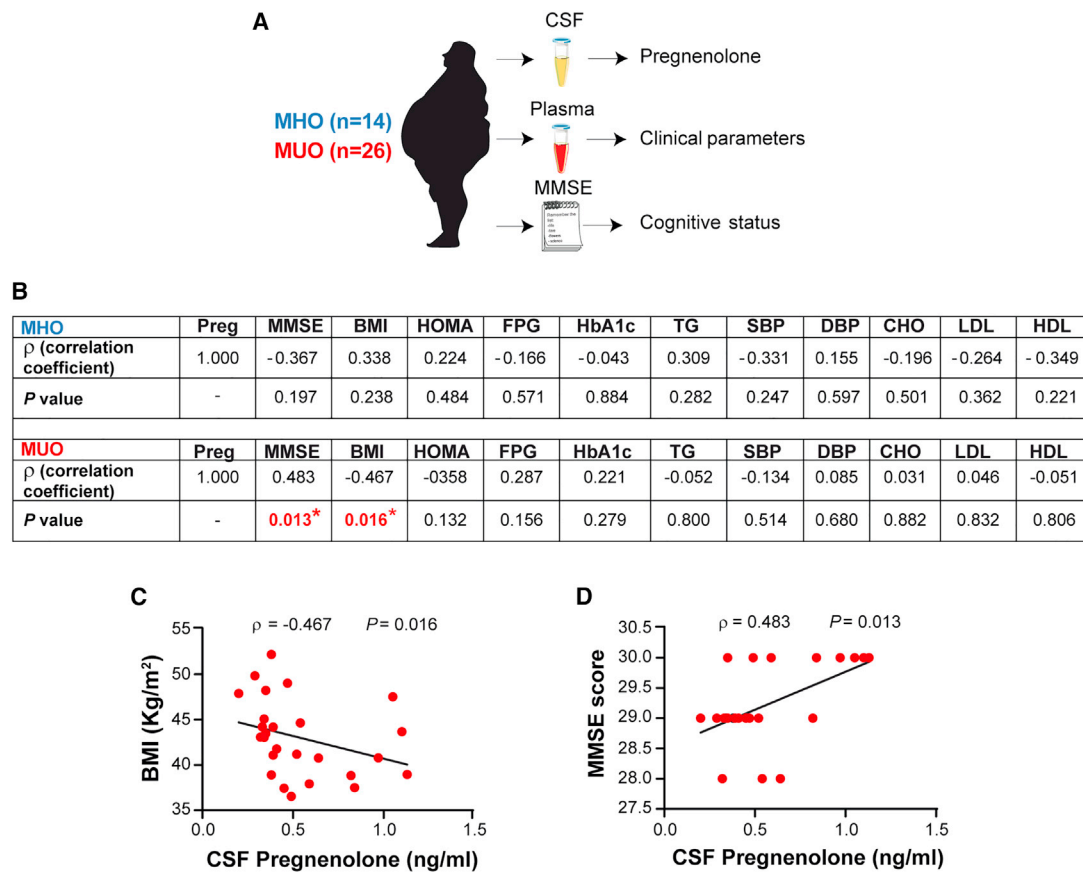 A
CSF
Pregnenolone
MHO (n=14)
MUO (n=26)
Plasma
Clinical parameters
MMSE
Cognitive status
B
MHO Preg MMSE BMI HOMA FPG HbA1c TG SBP DBP CHO LDL HDL
ρ (correlation coefficient) 1.000 -0.367 0.338 0.224 -0.166 -0.043 0.309 -0.331 0.155 -0.196 -0.264 -0.349
P value - 0.197 0.238 0.484 0.571 0.884 0.282 0.247 0.597 0.501 0.362 0.221
MUO Preg MMSE BMI HOMA FPG HbA1c TG SBP DBP CHO LDL HDL
ρ (correlation coefficient) 1.000 0.483 -0.467 -0358 0.287 0.221 -0.052 -0.134 0.085 0.031 0.046 -0.051
P value - 0.013* 0.016* 0.132 0.156 0.279 0.800 0.514 0.680 0.882 0.832 0.806
C
ρ = -0.467 P= 0.016
BMI (Kg/m²)
55
50
45
40
35
0.0 0.5 1.0 1.5
CSF Pregnenolone (ng/ml)
D
ρ = 0.483 P= 0.013
MMSE score
30.5
30.0
29.5
29.0
28.5
28.0
27.5
0.0 0.5 1.0 1.5
CSF Pregnenolone (ng/ml)